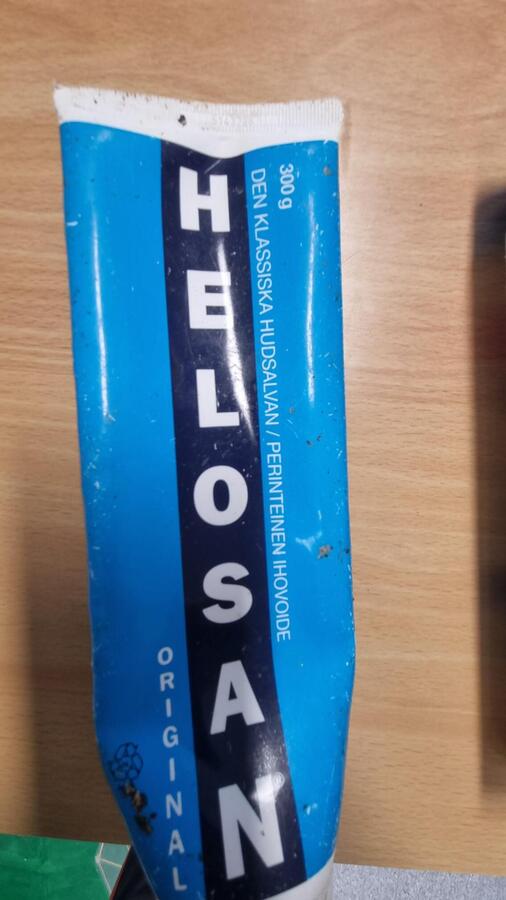 HELOSAN
ORIGINAL
300 g
DEN KLASSISKA HUDSALVAN / PERINTEINEN IHOVOIDE